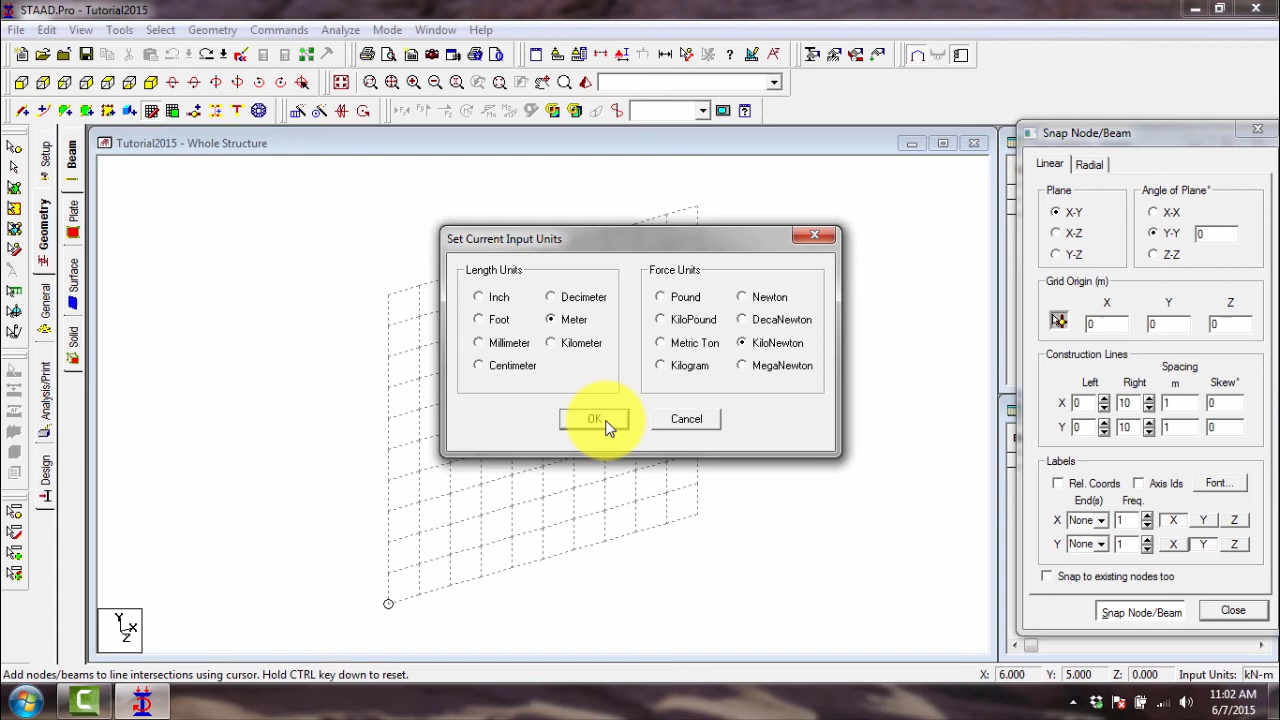 STAAD.Pro - Tutorial2015
File Edit View Tools Select Geometry Commands Analyze Mode Window Help
Tutorial2015 - Whole Structure
Setup
Geometry
General
Analysis/Print
Design
Beam
Plate
Surface
Solid
Set Current Input Units
Length Units
Inch Decimeter
Foot Meter
Millimeter Kilometer
Centimeter
Force Units
Pound Newton
KiloPound DecaNewton
Metric Ton KiloNewton
Kilogram MegaNewton
OK Cancel
Snap Node/Beam
Linear Radial
Plane
X-Y
X-Z
Y-Z
Angle of Plane°
X-X
Y-Y 0
Z-Z
Grid Origin (m)
X Y Z
0 0 0
Construction Lines
Left Right Spacing m Skew°
X 0 10 1 0
Y 0 10 1 0
Labels
Rel. Coords Axis Ids Font...
End(s) Freq.
X None 1 X Y Z
Y None 1 X Y Z
Snap to existing nodes too
Snap Node/Beam Close
Y
X
Z
Add nodes/beams to line intersections using cursor. Hold CTRL key down to reset.
X: 6.000 Y: 5.000 Z: 0.000 Input Units: kN-m
11:02 AM
6/7/2015